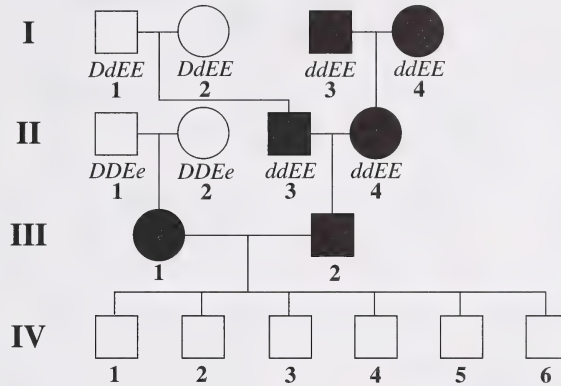 I
DdEE DdEE ddEE ddEE
1 2 3 4
II
DDEe DDEe ddEE ddEE
1 2 3 4
III
1 2
IV
1 2 3 4 5 6